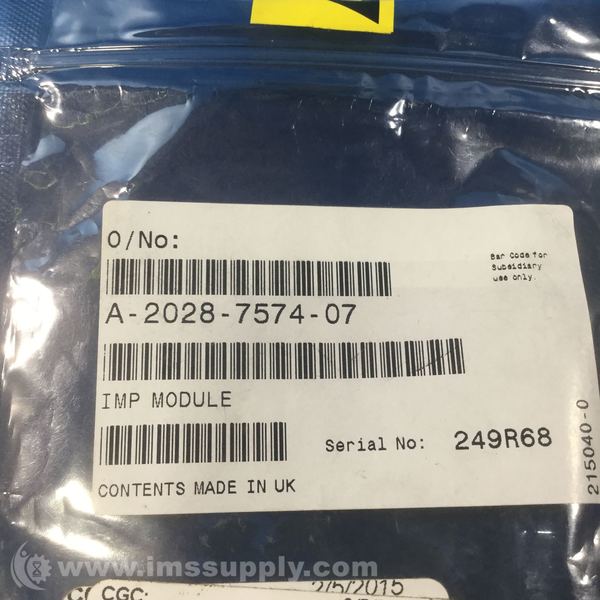 O/No:
Bar Code for
Subsidiary
use only.
A-2028-7574-07
IMP MODULE
Serial No: 249R68
CONTENTS MADE IN UK
215040-0
www.imssupply.com
CGC:
2/5/2015